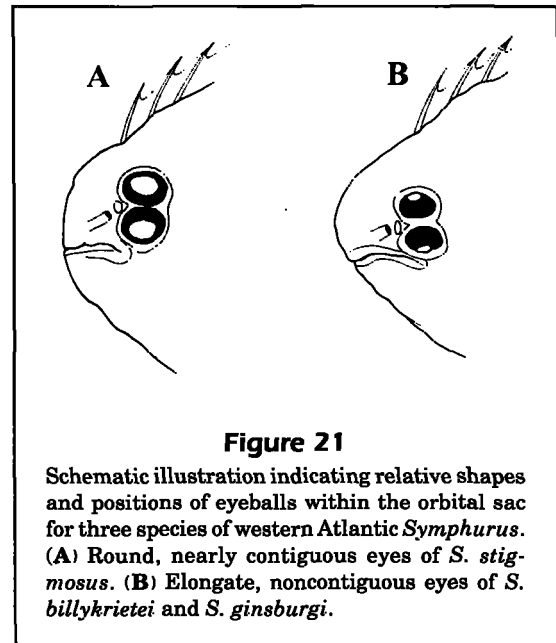 A
B
Figure 21
Schematic illustration indicating relative shapes
and positions of eyeballs within the orbital sac
for three species of western Atlantic Symphurus.
(A) Round, nearly contiguous eyes of S. stig-
mosus. (B) Elongate, noncontiguous eyes of S.
billykrietei and S. ginsburgi.